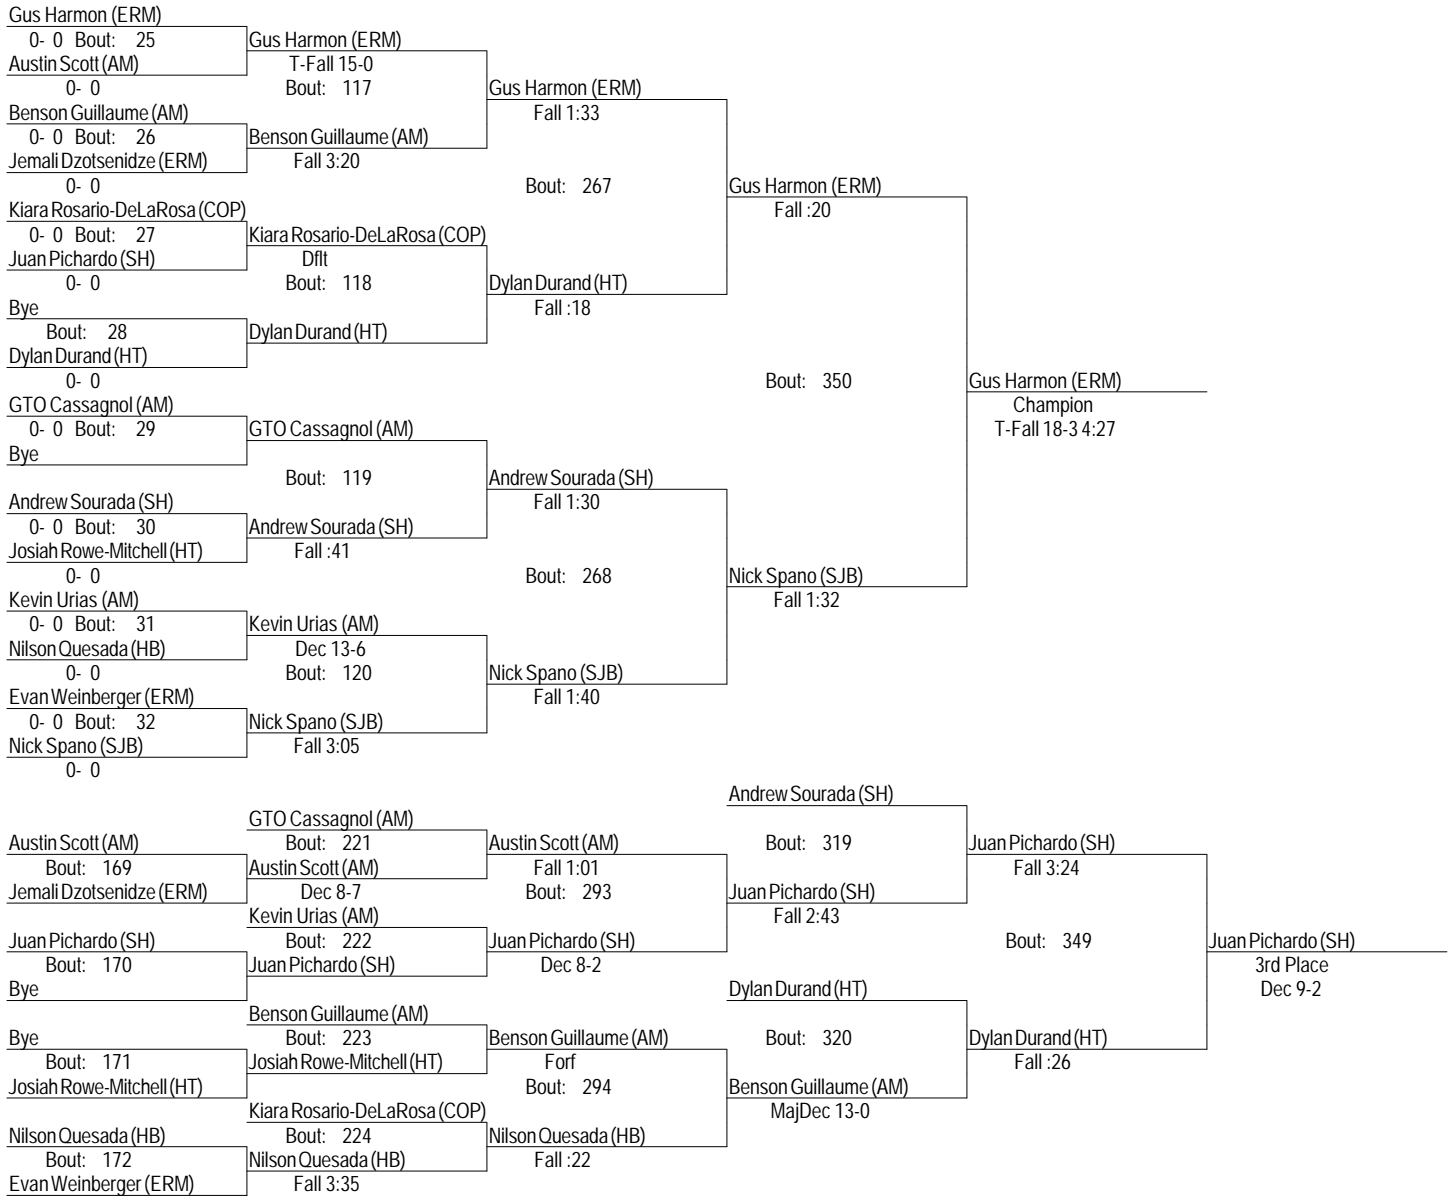 Gus Harmon (ERM)
0- 0 Bout: 25 Gus Harmon (ERM)
Austin Scott (AM) T-Fall 15-0
0- 0 Bout: 117 Gus Harmon (ERM)
Benson Guillaume (AM) Fall 1:33
0- 0 Bout: 26 Benson Guillaume (AM)
Jemali Dzotsenidze (ERM) Fall 3:20
0- 0 Bout: 267 Gus Harmon (ERM)
Kiara Rosario-DeLaRosa (COP) Fall :20
0- 0 Bout: 27 Kiara Rosario-DeLaRosa (COP)
Juan Pichardo (SH) Dflt
0- 0 Bout: 118 Dylan Durand (HT)
Bye Fall :18
Bout: 28 Dylan Durand (HT)
Dylan Durand (HT)
0- 0 Bout: 350 Gus Harmon (ERM)
GTO Cassagnol (AM) Champion
0- 0 Bout: 29 GTO Cassagnol (AM) T-Fall 18-3 4:27
Bye
Bout: 119 Andrew Sourada (SH)
Andrew Sourada (SH) Fall 1:30
0- 0 Bout: 30 Andrew Sourada (SH)
Josiah Rowe-Mitchell (HT) Fall :41
0- 0 Bout: 268 Nick Spano (SJB)
Kevin Urias (AM) Fall 1:32
0- 0 Bout: 31 Kevin Urias (AM)
Nilson Quesada (HB) Dec 13-6
0- 0 Bout: 120 Nick Spano (SJB)
Evan Weinberger (ERM) Fall 1:40
0- 0 Bout: 32 Nick Spano (SJB)
Nick Spano (SJB) Fall 3:05
0- 0
Andrew Sourada (SH)
GTO Cassagnol (AM)
Austin Scott (AM) Bout: 221 Austin Scott (AM) Bout: 319 Juan Pichardo (SH)
Bout: 169 Austin Scott (AM) Fall 1:01 Fall 3:24
Jemali Dzotsenidze (ERM) Dec 8-7 Bout: 293 Juan Pichardo (SH)
Kevin Urias (AM) Fall 2:43
Juan Pichardo (SH) Bout: 222 Juan Pichardo (SH) Bout: 349 Juan Pichardo (SH)
Bout: 170 Juan Pichardo (SH) Dec 8-2 3rd Place
Bye Dylan Durand (HT) Dec 9-2
Benson Guillaume (AM)
Bye Bout: 223 Benson Guillaume (AM) Bout: 320 Dylan Durand (HT)
Bout: 171 Josiah Rowe-Mitchell (HT) Forf Fall :26
Josiah Rowe-Mitchell (HT) Bout: 294 Benson Guillaume (AM)
Kiara Rosario-DeLaRosa (COP) MajDec 13-0
Nilson Quesada (HB) Bout: 224 Nilson Quesada (HB)
Bout: 172 Nilson Quesada (HB) Fall :22
Evan Weinberger (ERM) Fall 3:35